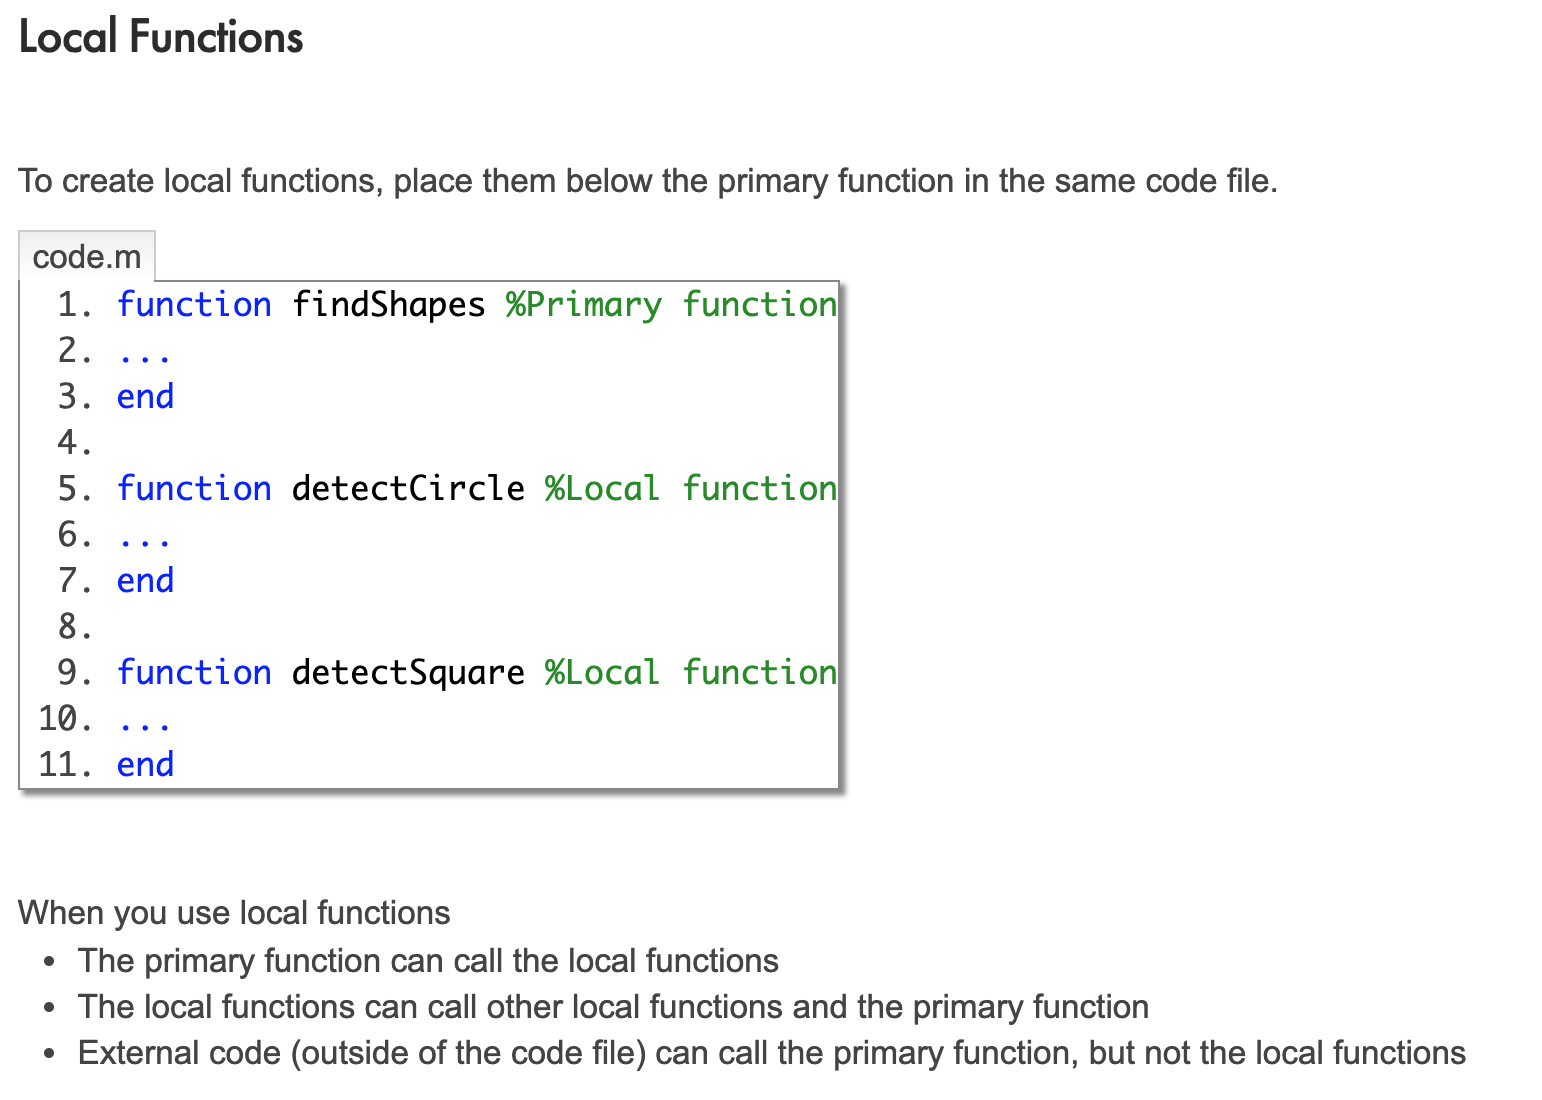 Local Functions
To create local functions, place them below the primary function in the same code file.
code.m
1. function findShapes %Primary function
2. ...
3. end
4.
5. function detectCircle %Local function
6. ...
7. end
8.
9. function detectSquare %Local function
10. ...
11. end
When you use local functions
• The primary function can call the local functions
• The local functions can call other local functions and the primary function
• External code (outside of the code file) can call the primary function, but not the local functions